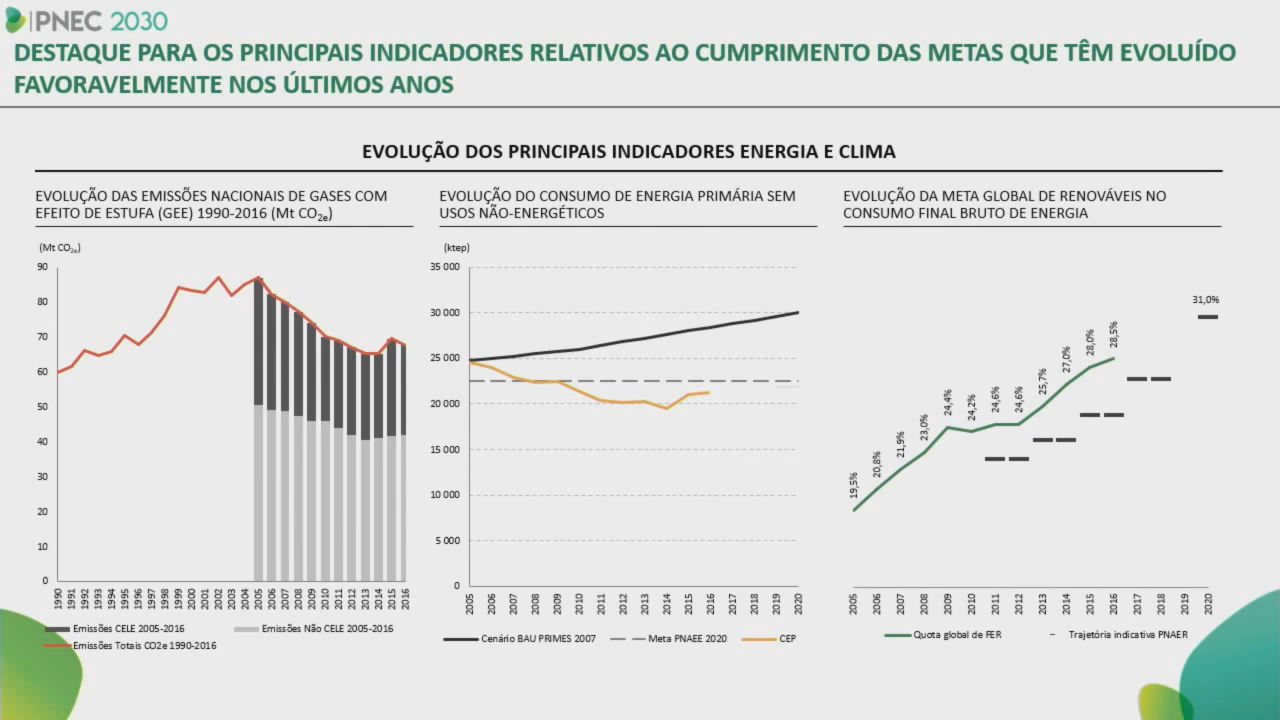 PNEC 2030
DESTAQUE PARA OS PRINCIPAIS INDICADORES RELATIVOS AO CUMPRIMENTO DAS METAS QUE TÊM EVOLUÍDO
FAVORAVELMENTE NOS ÚLTIMOS ANOS
EVOLUÇÃO DOS PRINCIPAIS INDICADORES ENERGIA E CLIMA
EVOLUÇÃO DAS EMISSÕES NACIONAIS DE GASES COM
EFEITO DE ESTUFA (GEE) 1990-2016 (Mt CO2e)
(Mt CO2e)
90
80
70
60
50
40
30
20
10
0
1990 1991 1992 1993 1994 1995 1996 1997 1998 1999 2000 2001 2002 2003 2004 2005 2006 2007 2008 2009 2010 2011 2012 2013 2014 2015 2016
Emissões CELE 2005-2016 Emissões Não CELE 2005-2016
Emissões Totais CO2e 1990-2016
EVOLUÇÃO DO CONSUMO DE ENERGIA PRIMÁRIA SEM
USOS NÃO-ENERGÉTICOS
(ktep)
35 000
30 000
25 000
20 000
15 000
10 000
5 000
0
2005 2006 2007 2008 2009 2010 2011 2012 2013 2014 2015 2016 2017 2018 2019 2020
Cenário BAU PRIMES 2007 Meta PNAEE 2020 CEP
EVOLUÇÃO DA META GLOBAL DE RENOVÁVEIS NO
CONSUMO FINAL BRUTO DE ENERGIA
19,5% 20,8% 21,9% 23,0% 24,4% 24,2% 24,6% 24,6% 25,7% 27,0% 28,0% 28,5% 31,0%
2005 2006 2007 2008 2009 2010 2011 2012 2013 2014 2015 2016 2017 2018 2019 2020
Quota global de FER Trajetória indicativa PNAER